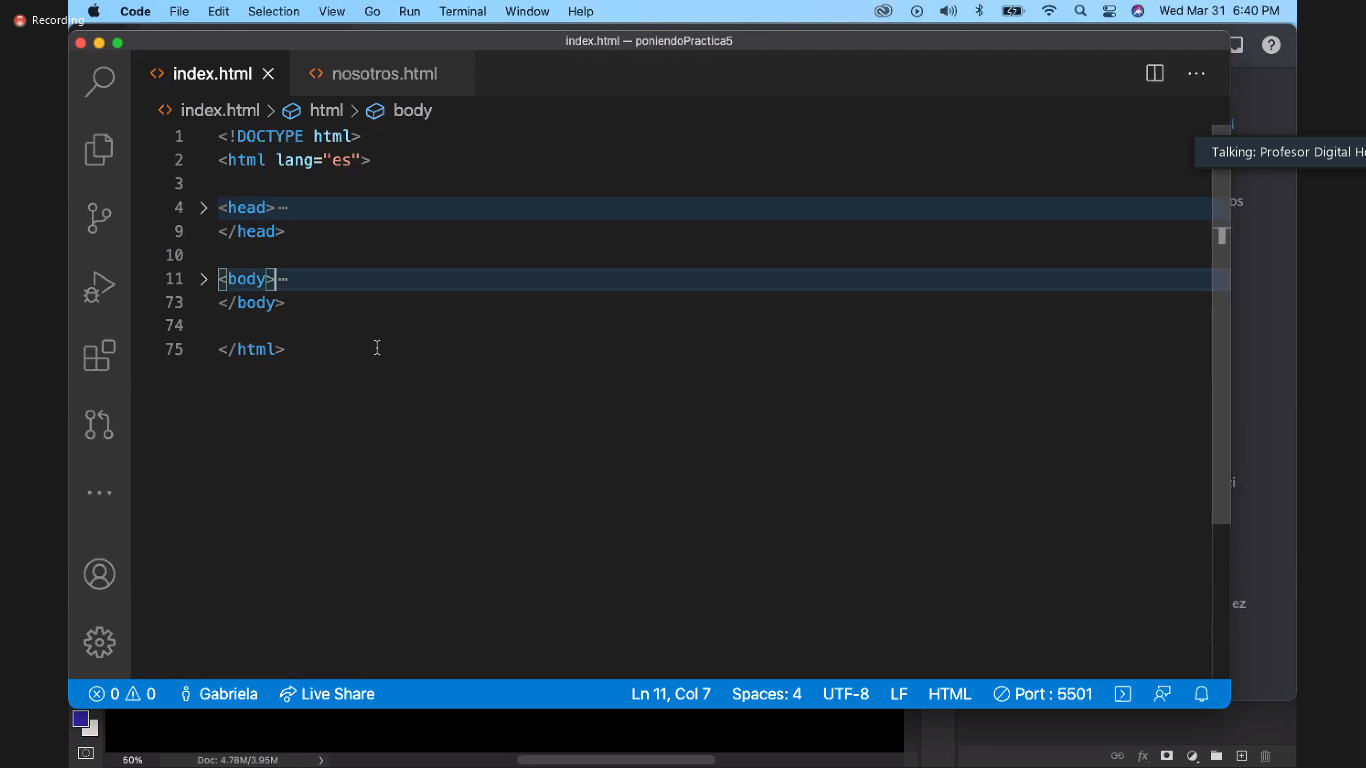 Recording
Code File Edit Selection View Go Run Terminal Window Help Wed Mar 31 6:40 PM
index.html — poniendoPractica5
index.html nosotros.html
index.html > html > body
Talking: Profesor Digital Ho
1 <!DOCTYPE html>
2 <html lang="es">
3
4 <head>
9 </head>
10
11 <body>
73 </body>
74
75 </html>
i
os
i
ez
0 0 Gabriela Live Share Ln 11, Col 7 Spaces: 4 UTF-8 LF HTML Port : 5501
50% Doc: 4.78M/3.95M fx